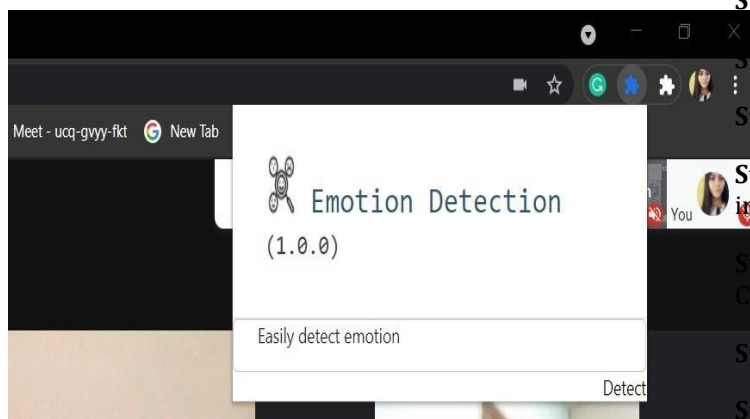 Meet - ucq-gvyy-fkt
New Tab
You
Emotion Detection
(1.0.0)
Easily detect emotion
Detect